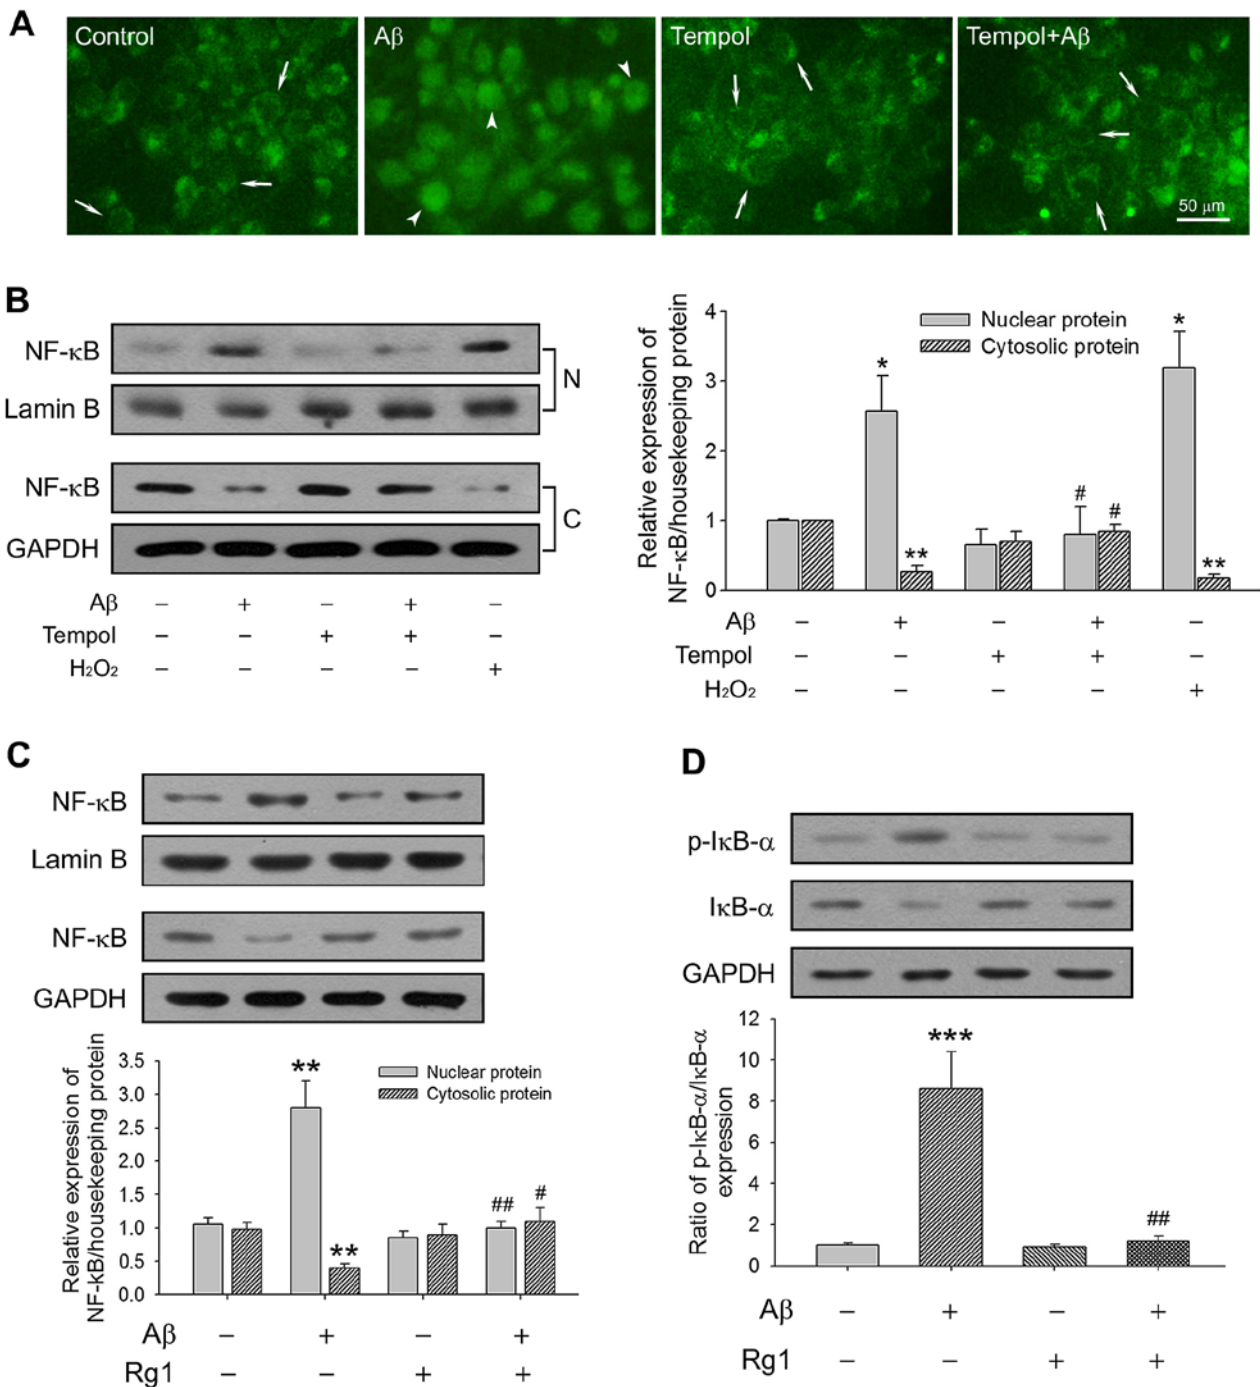 A
Control
Aβ
Tempol
Tempol+Aβ
50 μm
B
NF-κB
Lamin B
N
NF-κB
GAPDH
C
Aβ – + – + –
Tempol – – + + –
H₂O₂ – – – – +
Relative expression of
NF-κB/housekeeping protein
4
3
2
1
0
Nuclear protein
Cytosolic protein
*
**
#
#
*
**
Aβ – + – + –
Tempol – – + + –
H₂O₂ – – – – +
C
NF-κB
Lamin B
NF-κB
GAPDH
Relative expression of
NF-kB/housekeeping protein
3.5
3.0
2.5
2.0
1.5
1.0
0.5
0.0
Nuclear protein
Cytosolic protein
**
**
##
#
Aβ – + – +
Rg1 – – + +
D
p-IκB-α
IκB-α
GAPDH
Ratio of p-IκB-α/IκB-α
expression
12
10
8
6
4
2
0
***
##
Aβ – + – +
Rg1 – – + +